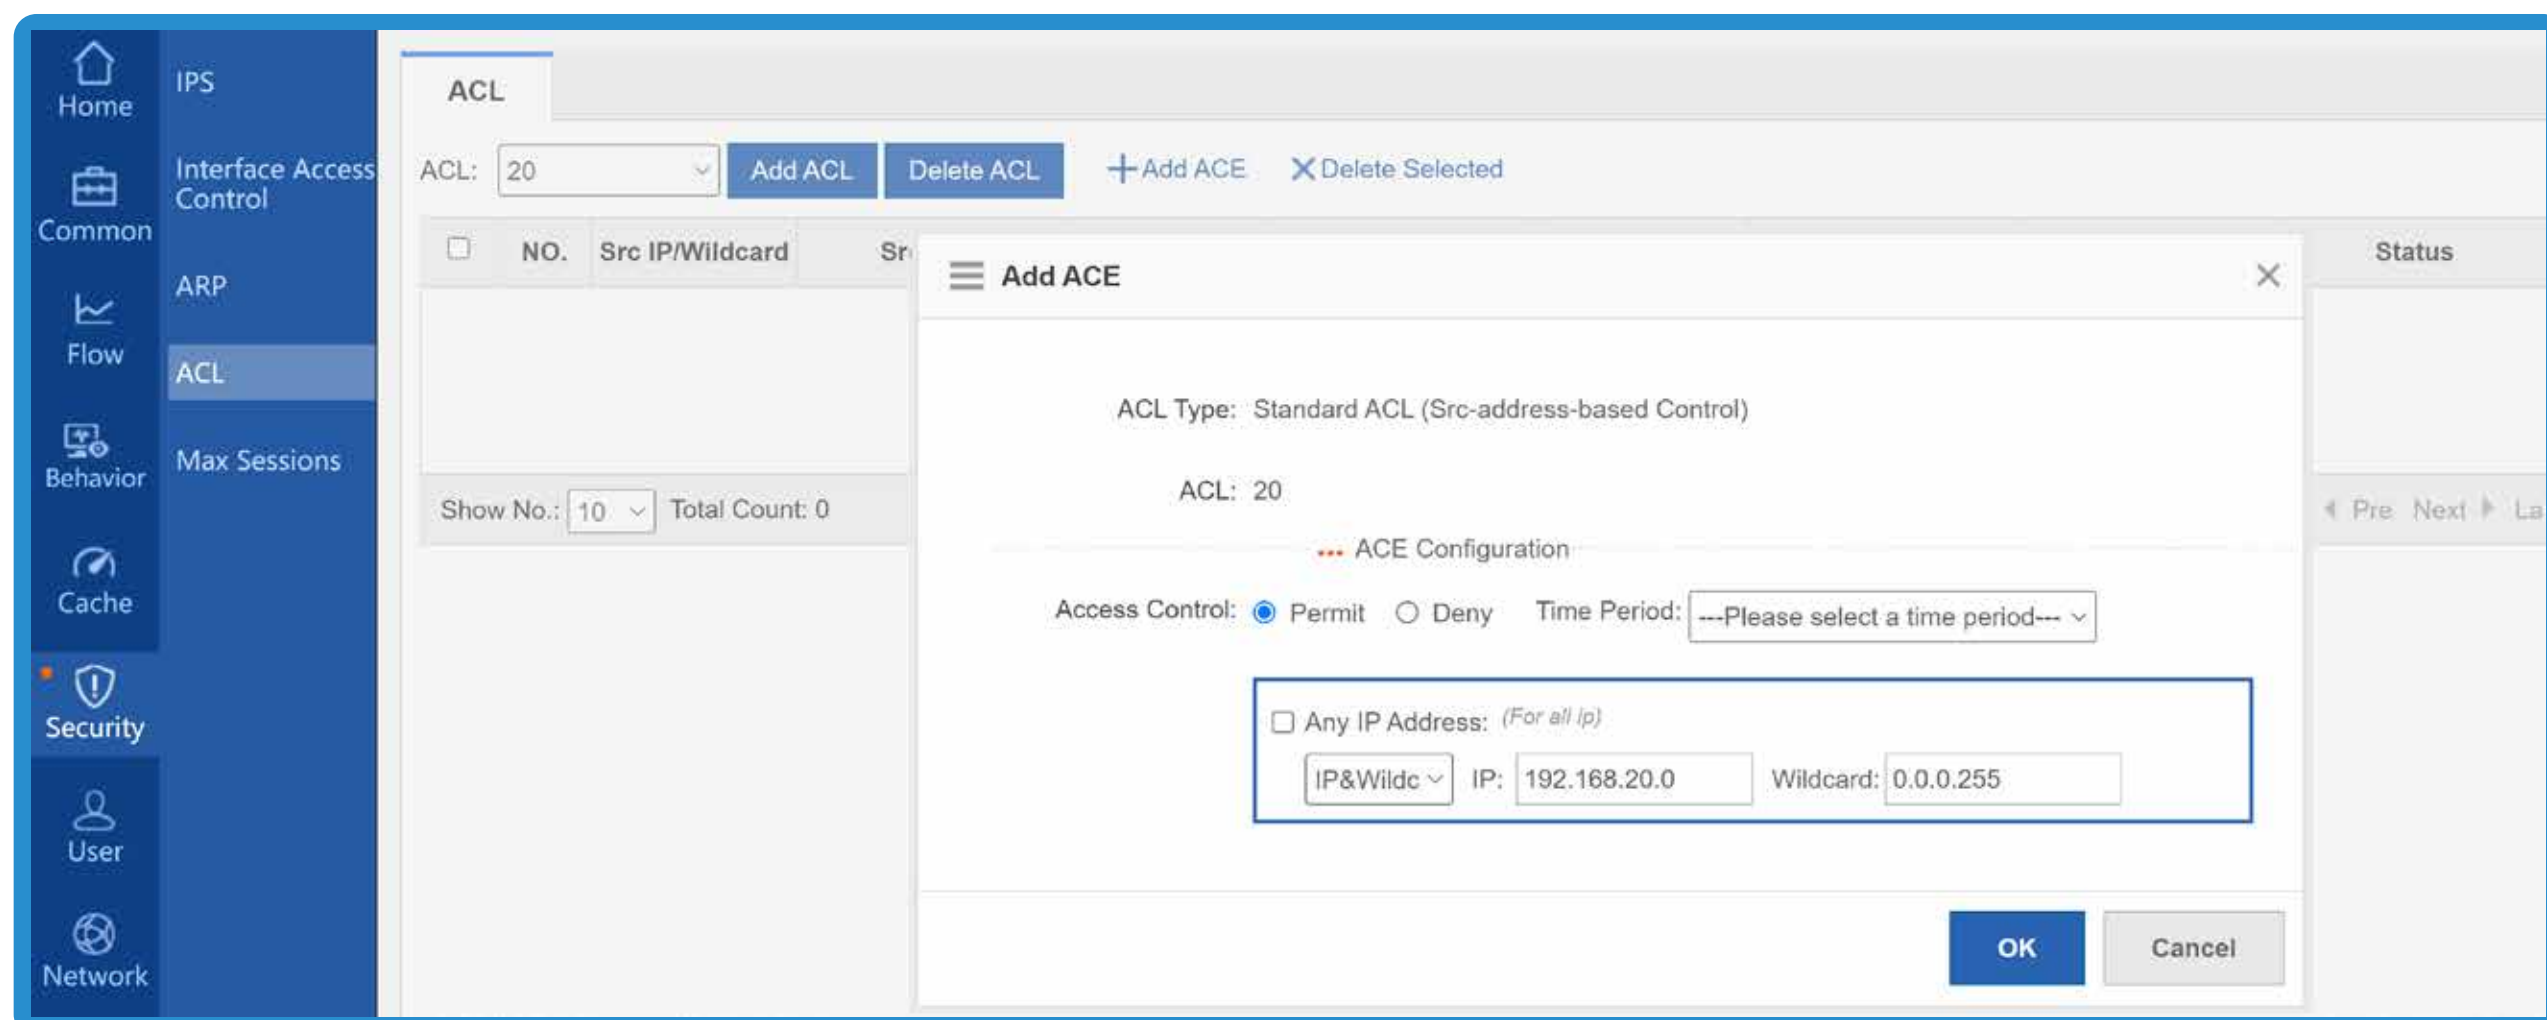 Home
Common
Flow
Behavior
Cache
Security
User
Network
IPS
Interface Access
Control
ARP
ACL
Max Sessions
ACL
ACL: 20 Add ACL Delete ACL Add ACE Delete Selected
NO. Src IP/Wildcard Status
Show No.: 10 Total Count: 0 Pre Next
Add ACE
ACL Type: Standard ACL (Src-address-based Control)
ACL: 20
ACE Configuration
Access Control: Permit Deny Time Period: ---Please select a time period---
Any IP Address: (For all ip)
IP&Wildc IP: 192.168.20.0 Wildcard: 0.0.0.255
OK Cancel